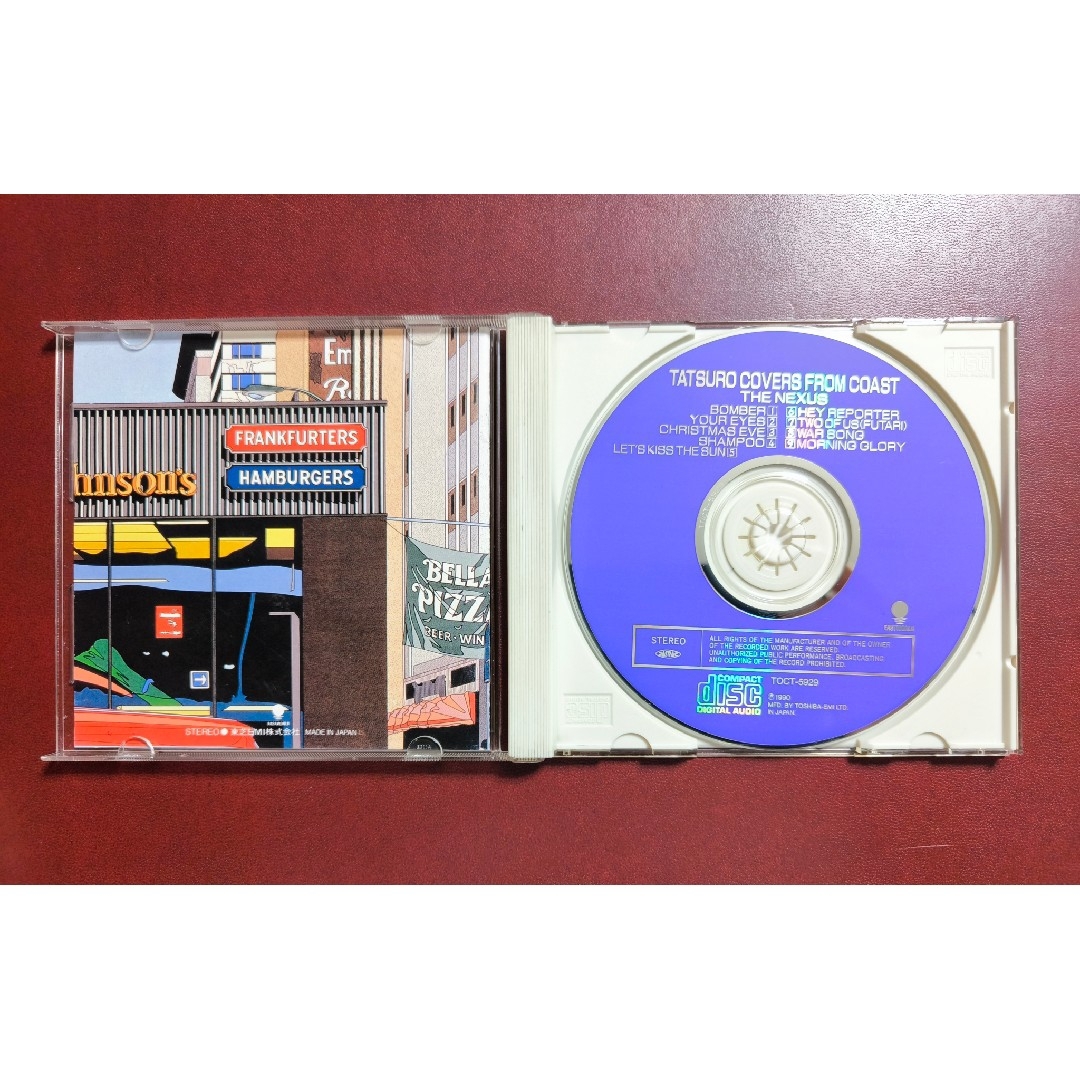 Em
Re
FRANKFURTERS
HAMBURGERS
hnson's
BELLA
PIZZ
BEER·WIN
STEREO● 東芝EMI株式会社 MADE IN JAPAN
TATSURO COVERS FROM COAST
THE NEXUS
BOMBER 1
YOUR EYES 2
CHRISTMAS EVE 3
SHAMPOO 4
LET'S KISS THE SUN 5
6 HEY REPORTER
7 TWO OF US(FUTARI)
8 WAR SONG
9 MORNING GLORY
STEREO
ALL RIGHTS OF THE MANUFACTURER AND OF THE OWNER
OF THE RECORDED WORK ARE RESERVED.
UNAUTHORIZED PUBLIC PERFORMANCE, BROADCASTING
AND COPYING OF THE RECORD PROHIBITED.
COMPACT
disc
DIGITAL AUDIO
TOCT-5929
℗1990
MFD. BY TOSHIBA-EMI LTD.
IN JAPAN.